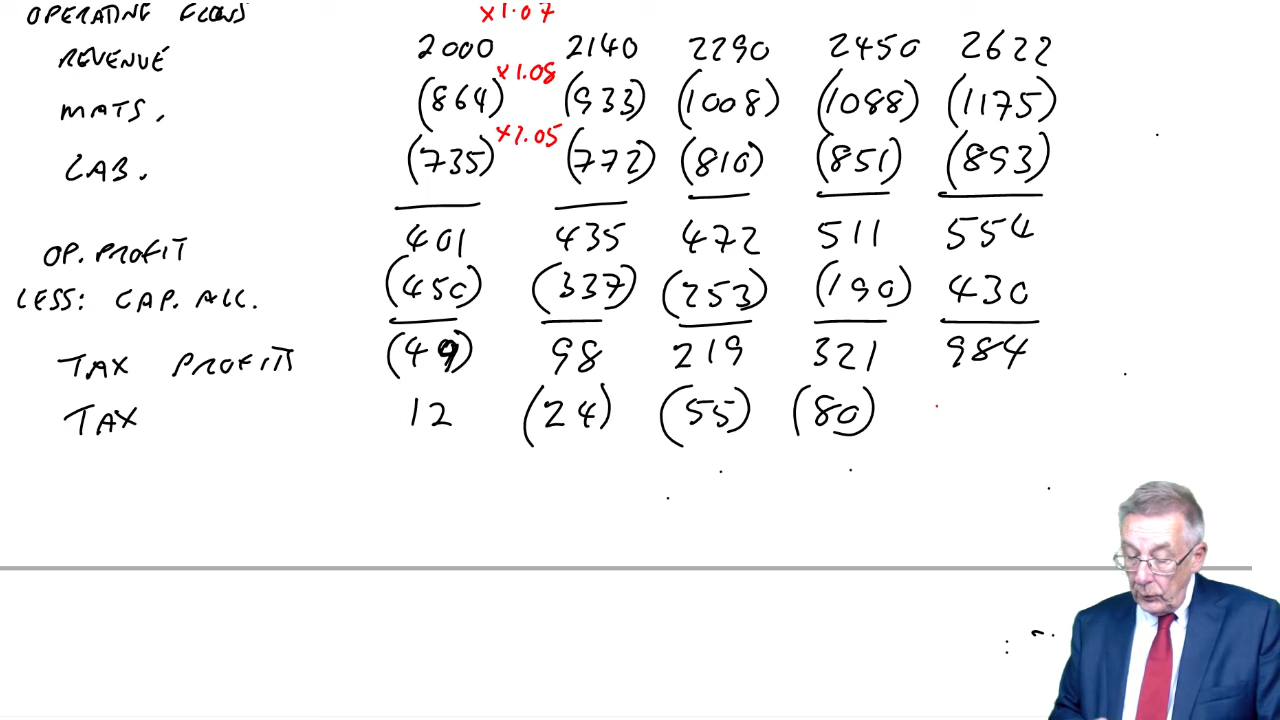 OPERATING FLOWS ×1.07
REVENUE 2000 2140 2290 2450 2622
×1.08
MATS. (864) (933) (1008) (1088) (1175)
×1.05
LAB. (735) (772) (810) (851) (893)
OP. PROFIT 401 435 472 511 554
LESS: CAP. ALL. (450) (337) (253) (190) 430
TAX PROFITS (49) 98 219 321 984
TAX 12 (24) (55) (80)